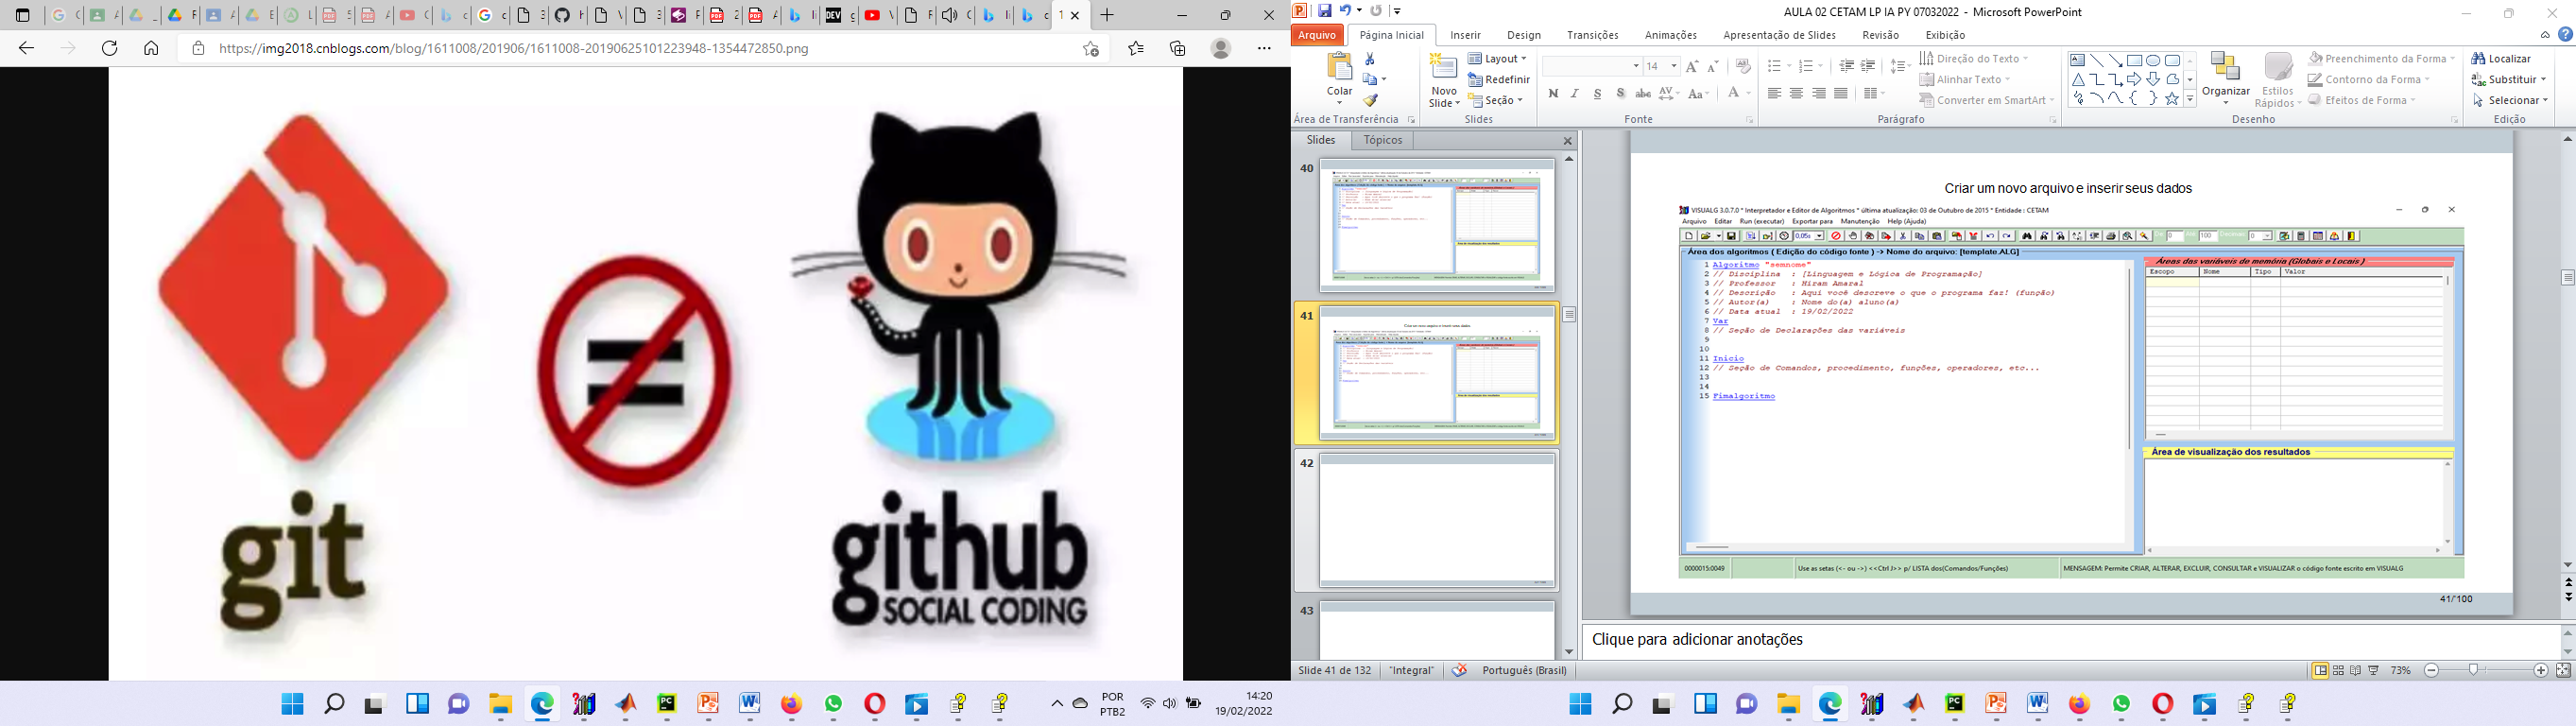 https://img2018.cnblogs.com/blog/1611008/201906/1611008-20190625101223948-1354472850.png
git
github
SOCIAL CODING
POR
PTB2
14:20
19/02/2022
AULA 02 CETAM LP IA PY 07032022 - Microsoft PowerPoint
Arquivo
Página Inicial
Inserir
Design
Transições
Animações
Apresentação de Slides
Revisão
Exibição
Colar
Área de Transferência
Novo
Slide
Layout
Redefinir
Seção
Slides
14
Fonte
Direção do Texto
Alinhar Texto
Converter em SmartArt
Parágrafo
Organizar
Estilos
Rápidos
Preenchimento da Forma
Contorno da Forma
Efeitos de Forma
Desenho
Localizar
Substituir
Selecionar
Edição
Slides
Tópicos
40
41
42
43
Criar um novo arquivo e inserir seus dados
VISUALG 3.0.7.0 * Interpretador e Editor de Algoritmos * última atualização: 03 de Outubro de 2015 * Entidade : CETAM
Arquivo Editar Run (executar) Exportar para Manutenção Help (Ajuda)
0,05s
0
100
0
Área dos algoritmos ( Edição do código fonte ) -> Nome do arquivo: [template.ALG]
1 Algoritmo "semnome"
2 // Disciplina : [Linguagem e Lógica de Programação]
3 // Professor : Hiram Amaral
4 // Descrição : Aqui você descreve o que o programa faz! (função)
5 // Autor(a) : Nome do(a) aluno(a)
6 // Data atual : 19/02/2022
7 Var
8 // Seção de Declarações das variáveis
9
10
11 Inicio
12 // Seção de Comandos, procedimento, funções, operadores, etc...
13
14
15 Fimalgoritmo
Áreas das variáveis de memória (Globais e Locais )
Escopo Nome Tipo Valor
Área de visualização dos resultados
0000015:0049
Use as setas (<- ou ->) <<Ctrl J>> p/ LISTA dos(Comandos/Funções)
MENSAGEM: Permite CRIAR, ALTERAR, EXCLUIR, CONSULTAR e VISUALIZAR o código fonte escrito em VISUALG
41/100
Clique para adicionar anotações
Slide 41 de 132
"Integral"
Português (Brasil)
73%